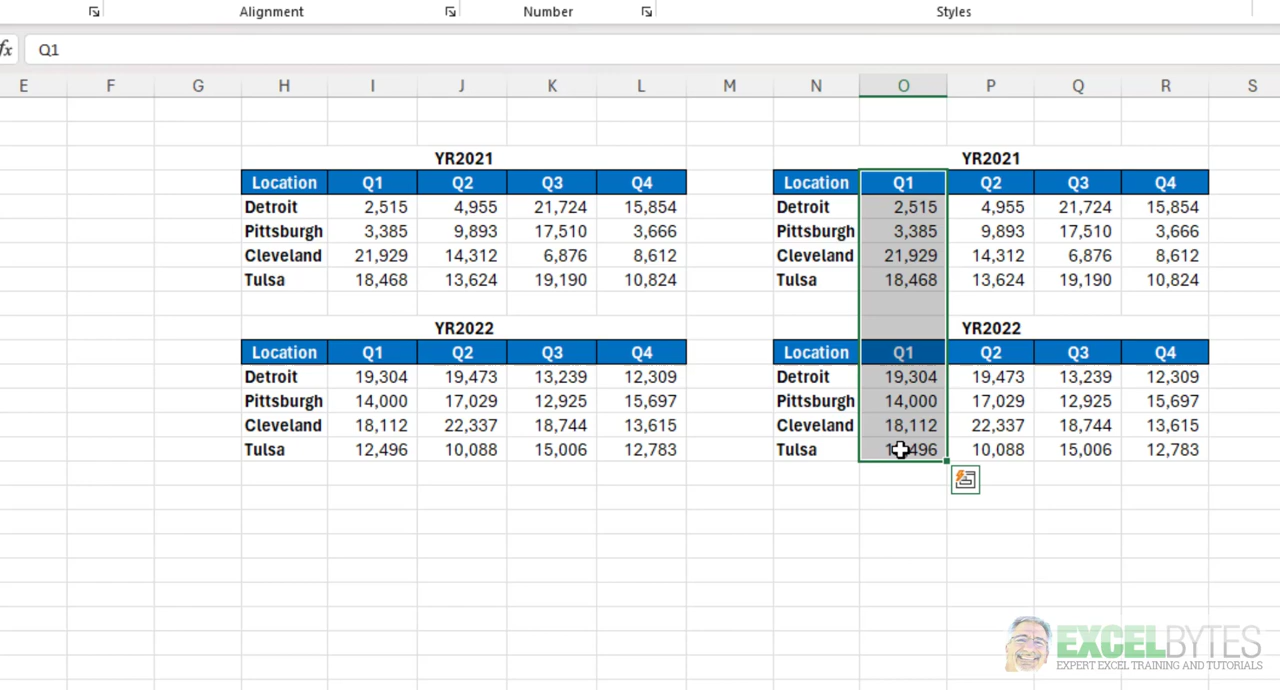 Alignment Number Styles
fx Q1
E F G H I J K L M N O P Q R S
YR2021 YR2021
Location Q1 Q2 Q3 Q4 Location Q1 Q2 Q3 Q4
Detroit 2,515 4,955 21,724 15,854 Detroit 2,515 4,955 21,724 15,854
Pittsburgh 3,385 9,893 17,510 3,666 Pittsburgh 3,385 9,893 17,510 3,666
Cleveland 21,929 14,312 6,876 8,612 Cleveland 21,929 14,312 6,876 8,612
Tulsa 18,468 13,624 19,190 10,824 Tulsa 18,468 13,624 19,190 10,824
YR2022 YR2022
Location Q1 Q2 Q3 Q4 Location Q1 Q2 Q3 Q4
Detroit 19,304 19,473 13,239 12,309 Detroit 19,304 19,473 13,239 12,309
Pittsburgh 14,000 17,029 12,925 15,697 Pittsburgh 14,000 17,029 12,925 15,697
Cleveland 18,112 22,337 18,744 13,615 Cleveland 18,112 22,337 18,744 13,615
Tulsa 12,496 10,088 15,006 12,783 Tulsa 10,088 15,006 12,783
EXCELBYTES
EXPERT EXCEL TRAINING AND TUTORIALS